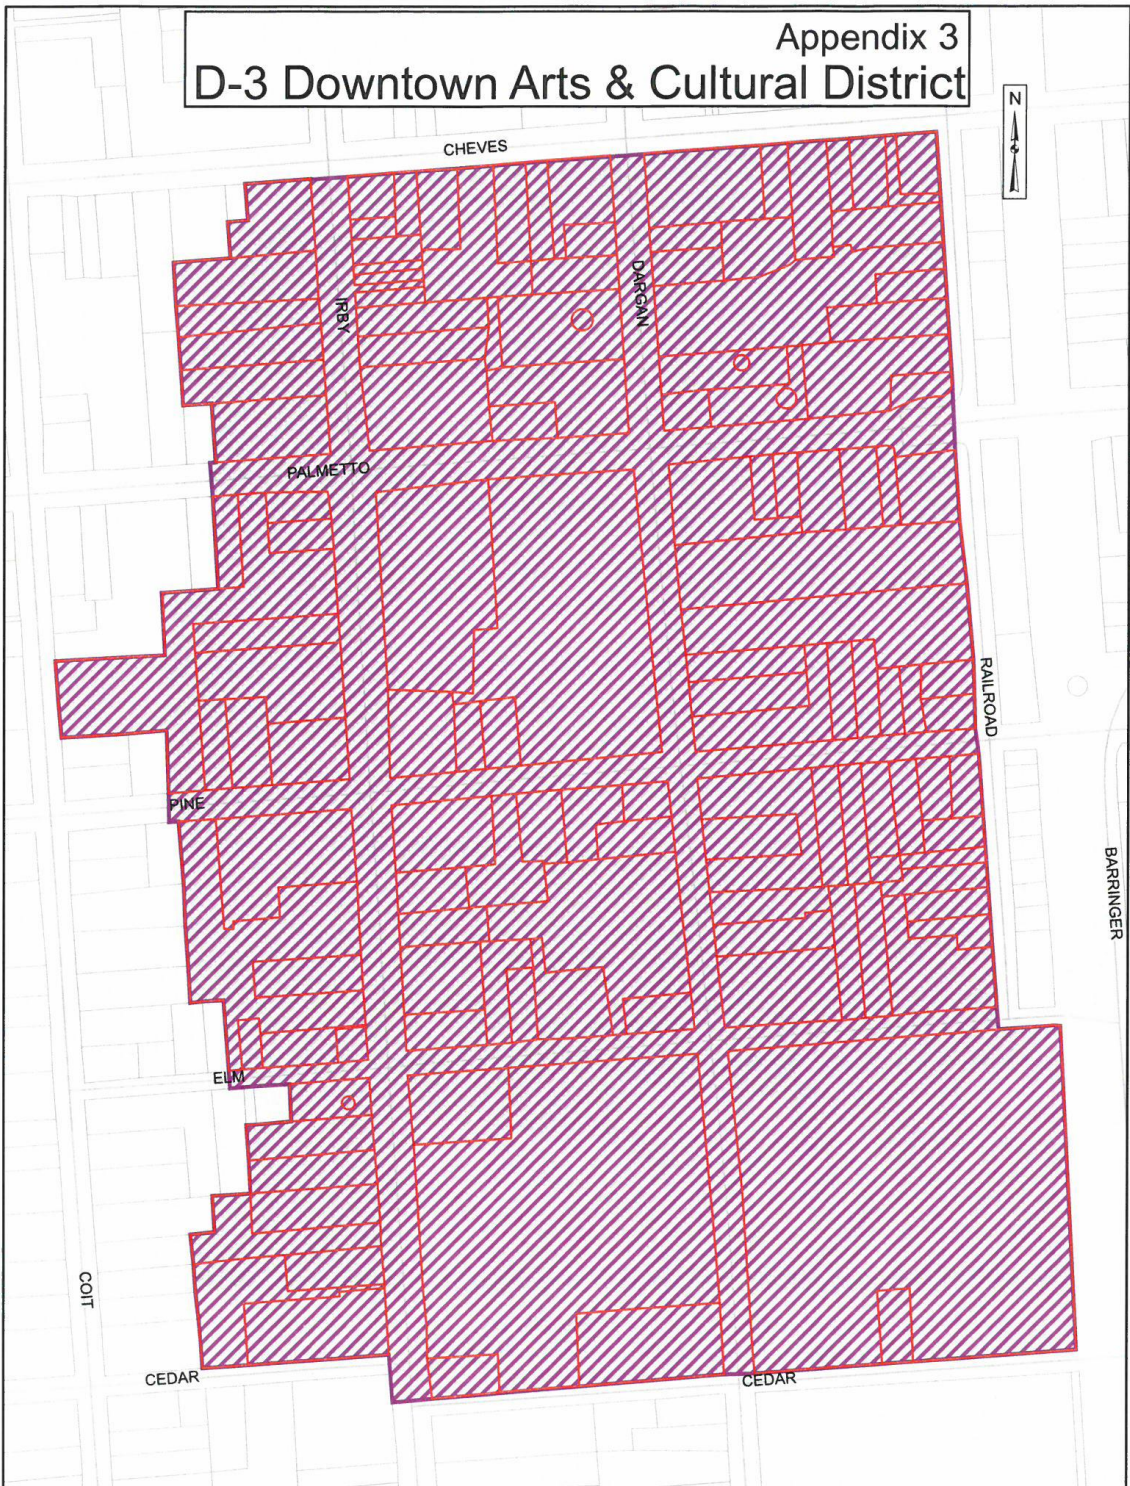 Appendix 3
D-3 Downtown Arts & Cultural District
N
CHEVES
DARGAN
IRBY
PALMETTO
RAILROAD
PINE
BARRINGER
ELM
COIT
CEDAR
CEDAR